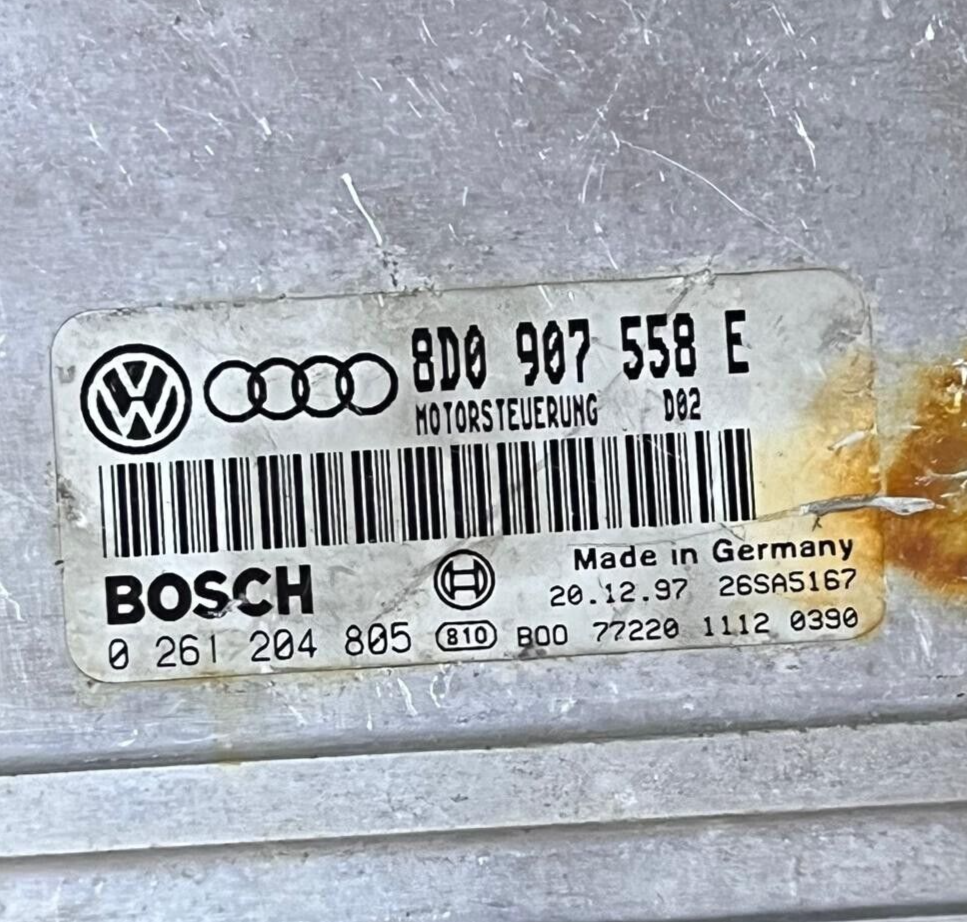 8D0 907 558 E
MOTORSTEUERUNG D02
BOSCH
Made in Germany
20.12.97 26SA5167
0 261 204 805 810 B00 77220 1112 0390